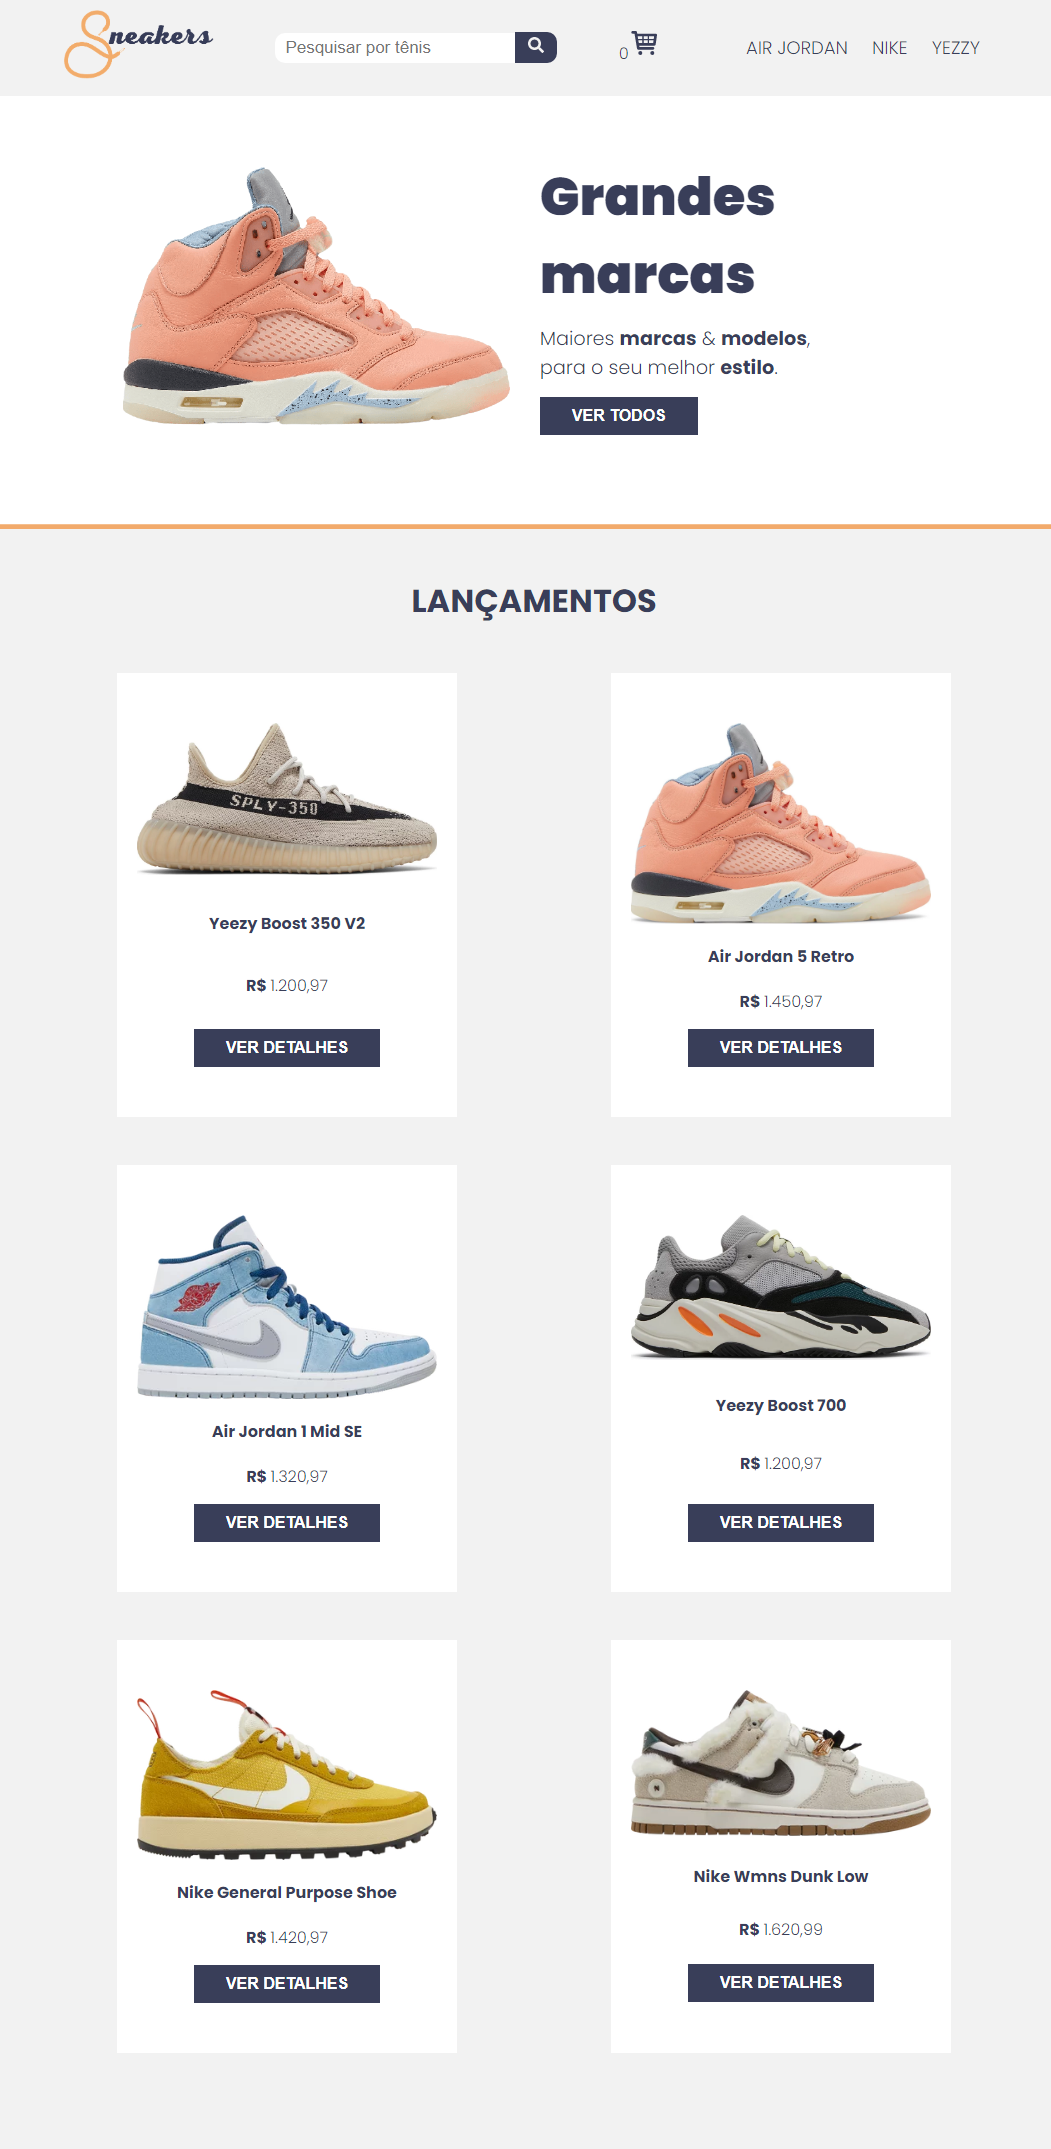 Sneakers
Pesquisar por tênis
0
AIR JORDAN NIKE YEZZY
Grandes
marcas
Maiores marcas & modelos,
para o seu melhor estilo.
VER TODOS
LANÇAMENTOS
SPLY-350
Yeezy Boost 350 V2
R$ 1.200,97
VER DETALHES
Air Jordan 5 Retro
R$ 1.450,97
VER DETALHES
Air Jordan 1 Mid SE
R$ 1.320,97
VER DETALHES
Yeezy Boost 700
R$ 1.200,97
VER DETALHES
Nike General Purpose Shoe
R$ 1.420,97
VER DETALHES
Nike Wmns Dunk Low
R$ 1.620,99
VER DETALHES